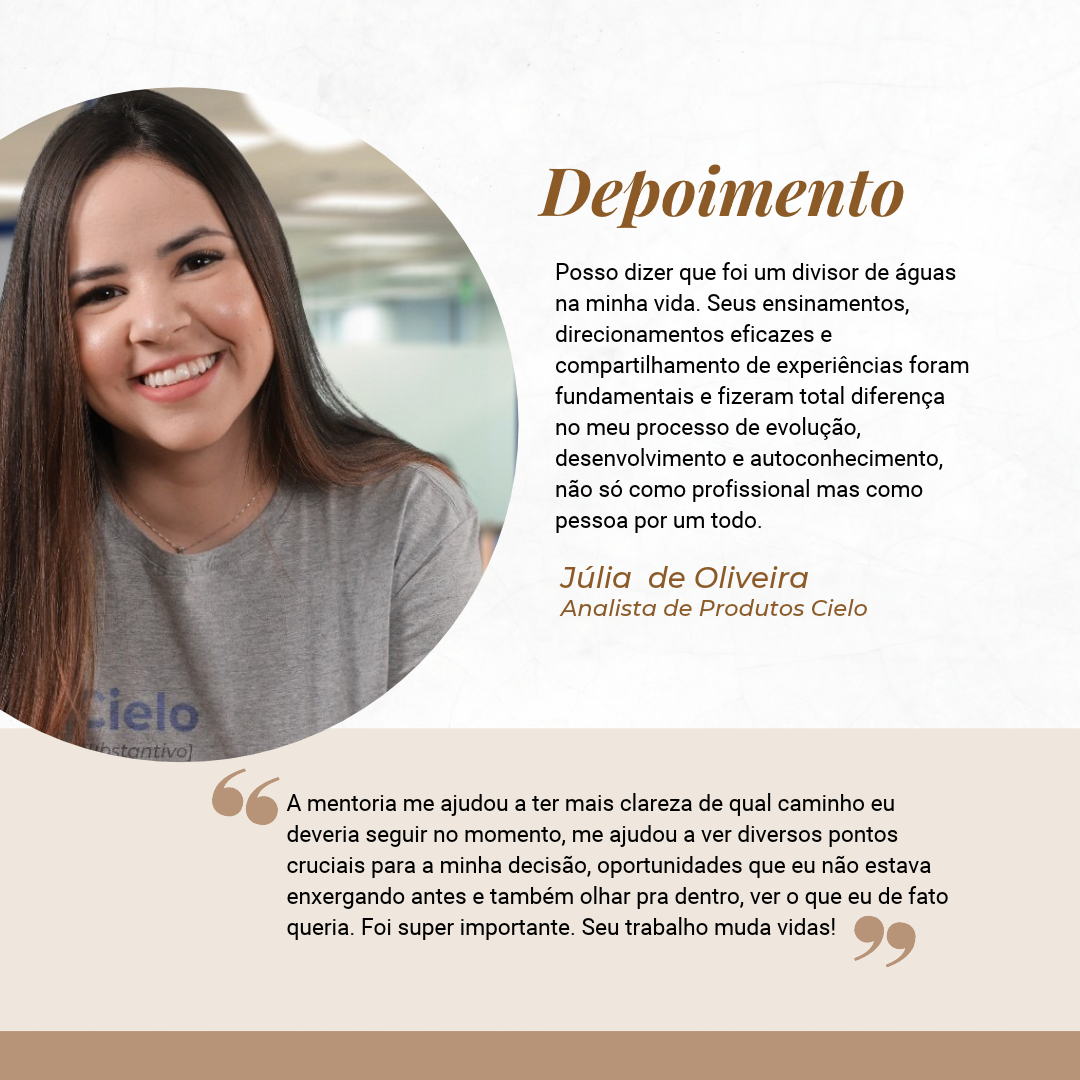 Depoimento
Posso dizer que foi um divisor de águas
na minha vida. Seus ensinamentos,
direcionamentos eficazes e
compartilhamento de experiências foram
fundamentais e fizeram total diferença
no meu processo de evolução,
desenvolvimento e autoconhecimento,
não só como profissional mas como
pessoa por um todo.
Júlia de Oliveira
Analista de Produtos Cielo
Cielo
“ A mentoria me ajudou a ter mais clareza de qual caminho eu
deveria seguir no momento, me ajudou a ver diversos pontos
cruciais para a minha decisão, oportunidades que eu não estava
enxergando antes e também olhar pra dentro, ver o que eu de fato
queria. Foi super importante. Seu trabalho muda vidas! ”